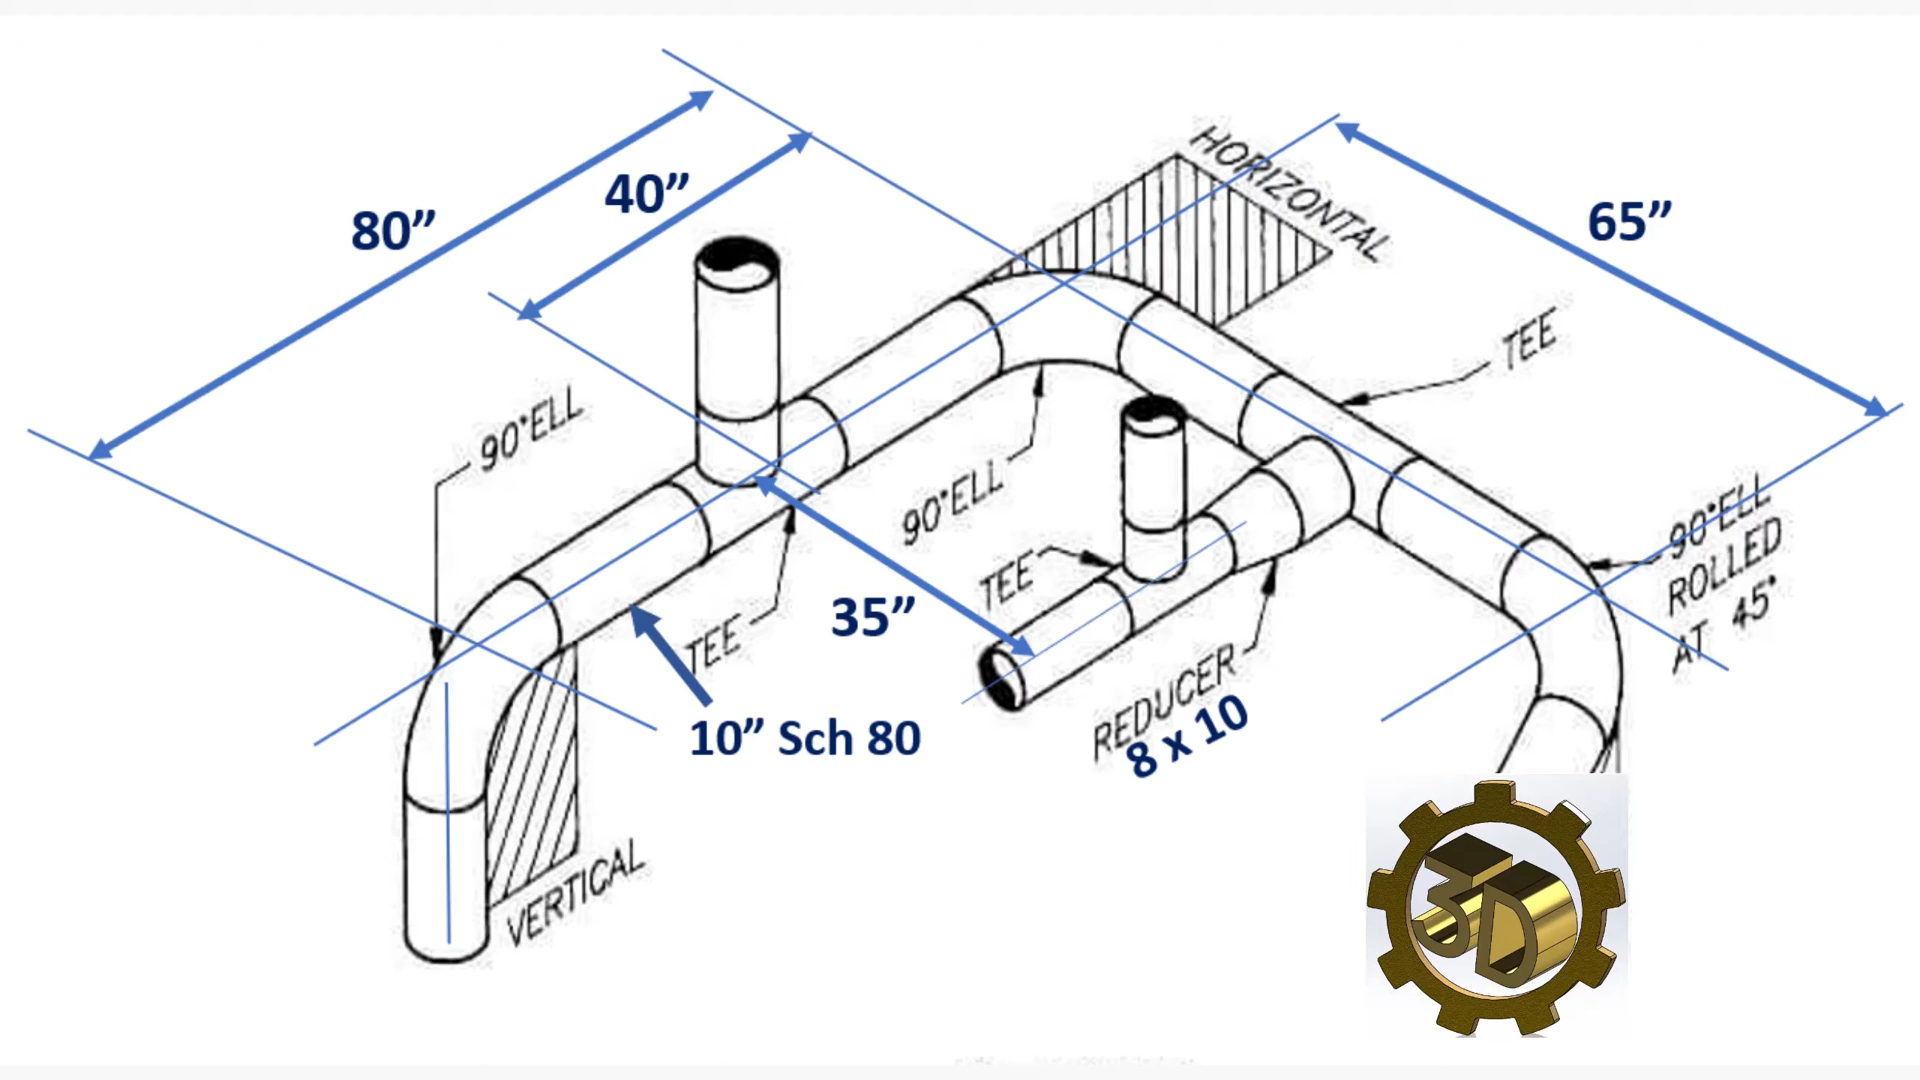 HORIZONTAL
80”
40”
65”
TEE
90°ELL
90°ELL
90°ELL
ROLLED
AT 45°
TEE
35”
TEE
REDUCER
8 x 10
10” Sch 80
VERTICAL
3D